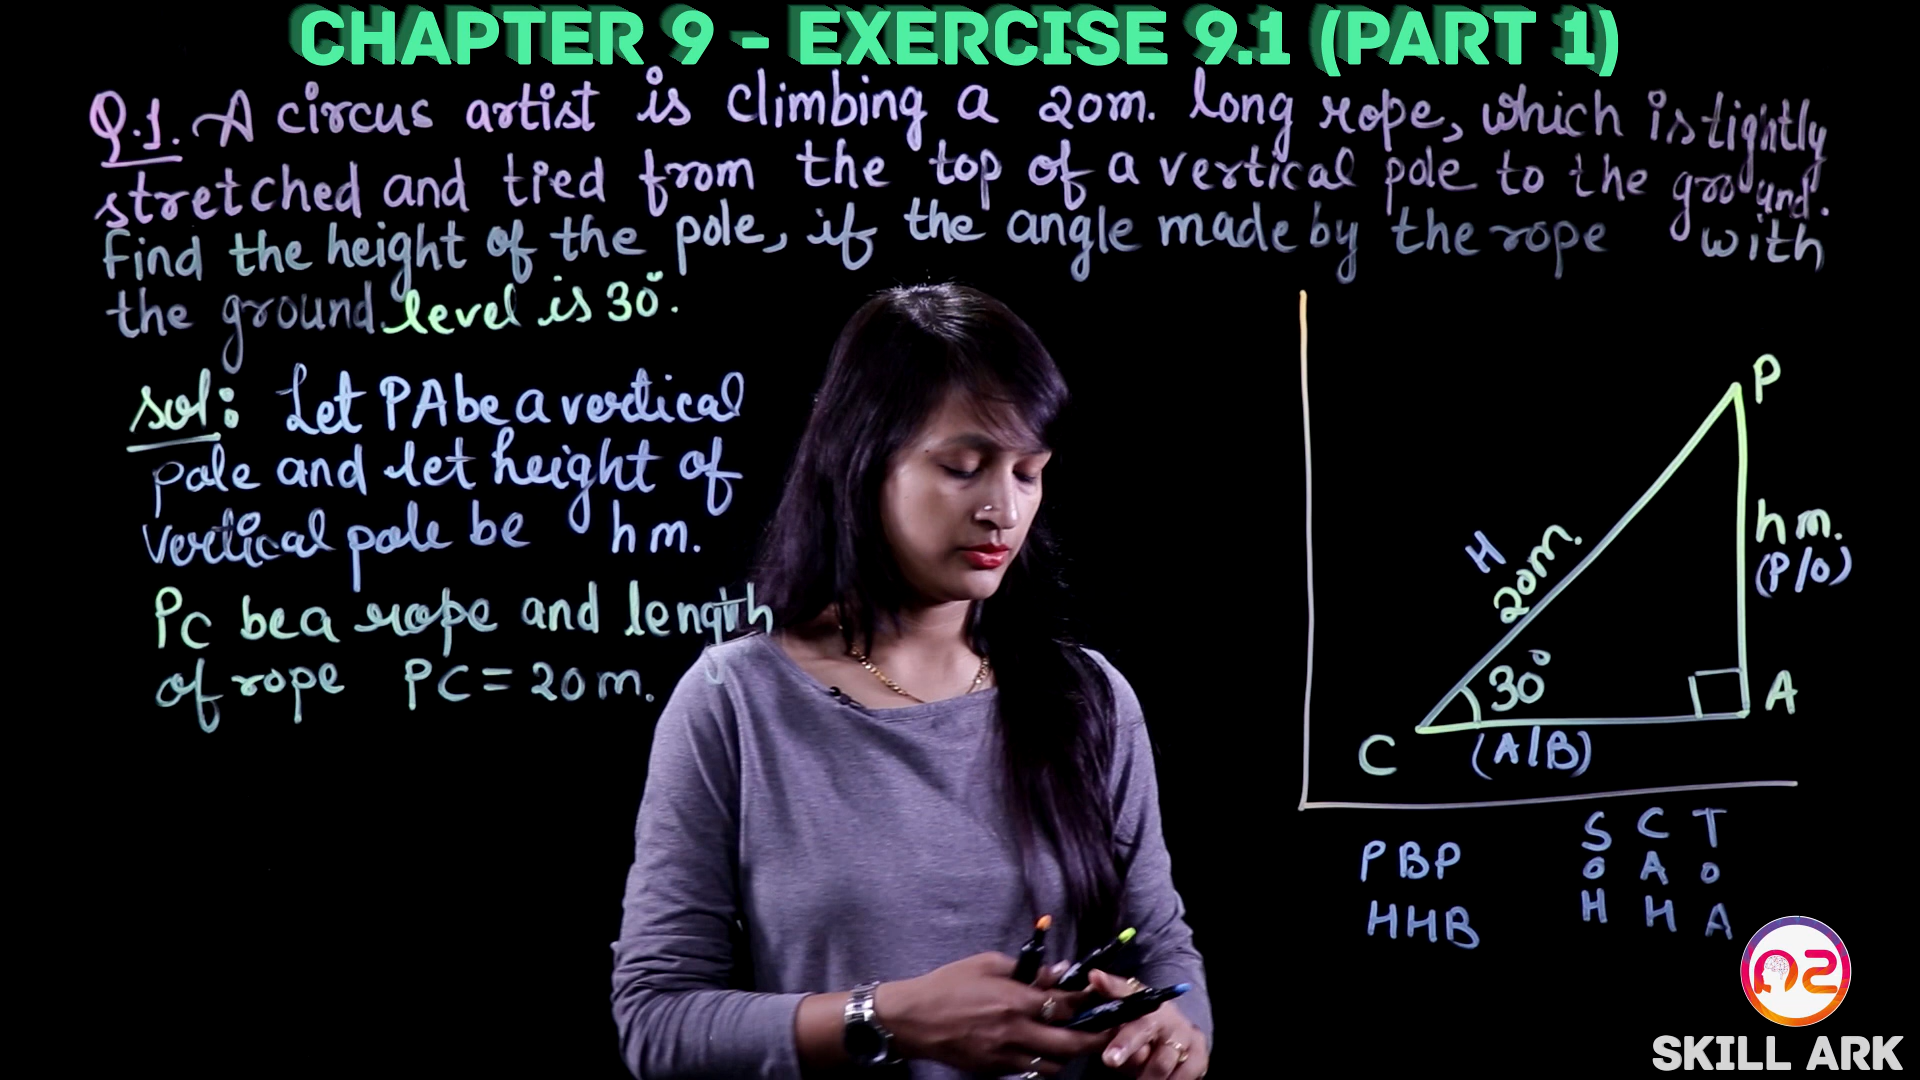 CHAPTER 9 - EXERCISE 9.1 (PART 1)
Q.1. A circus artist is climbing a 20m. long rope, which is tightly
stretched and tied from the top of a vertical pole to the ground.
Find the height of the pole, if the angle made by the rope with
the ground level is 30°.
sol: Let PA be a vertical
pole and let height of
vertical pole be h m.
PC be a rope and length
of rope PC = 20 m.
P
H
20m.
h m.
(P/O)
30°
A
C
(A/B)
PBP
HHB
S C T
O A O
H H A
SKILL ARK